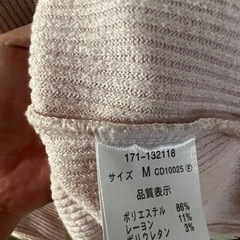 171-132118
サイズ M CD10025Ⓕ
品質表示
ポリエステル 86%
レーヨン 11%
ポリウレタン 3%